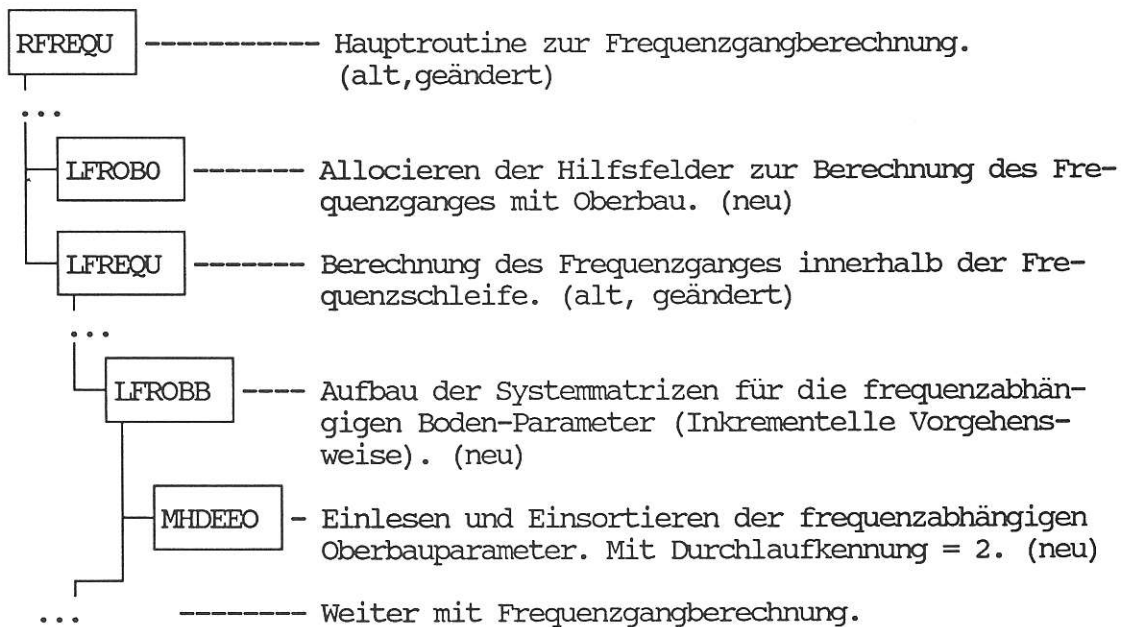 RFREQU ----------- Hauptroutine zur Frequenzgangberechnung.
(alt,geändert)
...
LFROB0 ------- Allocieren der Hilfsfelder zur Berechnung des Fre-
quenzganges mit Oberbau. (neu)
LFREQU ------- Berechnung des Frequenzganges innerhalb der Fre-
quenzschleife. (alt, geändert)
...
LFROBB ---- Aufbau der Systemmatrizen für die frequenzabhän-
gigen Boden-Parameter (Inkrementelle Vorgehens-
weise). (neu)
MHDEEO - Einlesen und Einsortieren der frequenzabhängigen
Oberbauparameter. Mit Durchlaufkennung = 2. (neu)
... -------- Weiter mit Frequenzgangberechnung.